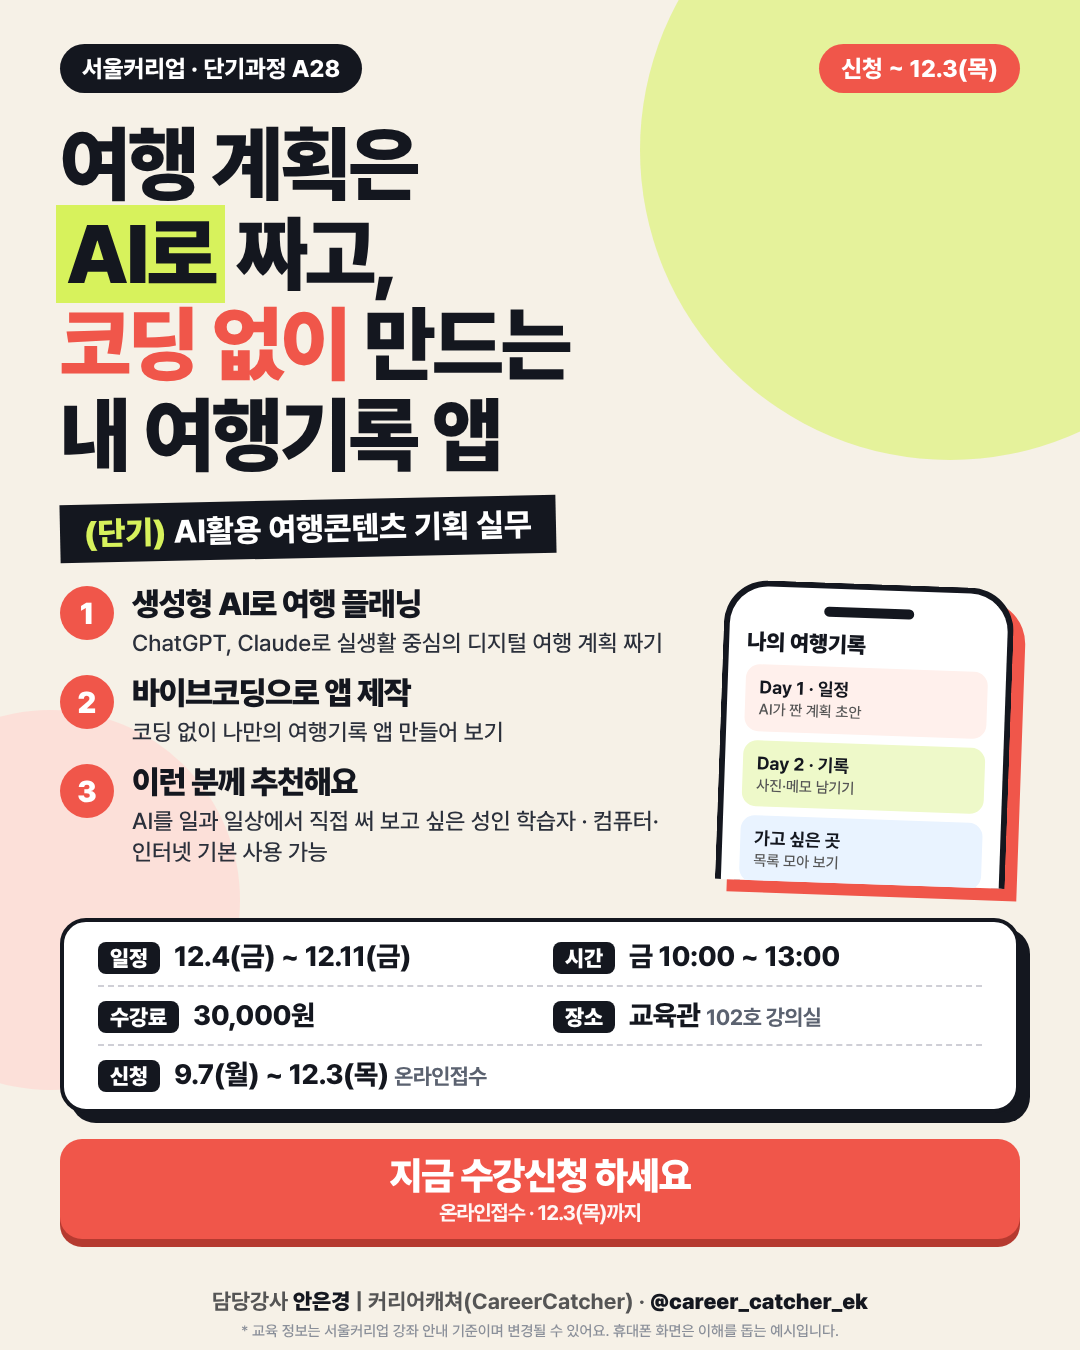 서울커리업 · 단기과정 A28
신청 ~ 12.3(목)
여행 계획은
AI로 짜고,
코딩 없이 만드는
내 여행기록 앱
(단기) AI활용 여행콘텐츠 기획 실무
1 생성형 AI로 여행 플래닝
ChatGPT, Claude로 실생활 중심의 디지털 여행 계획 짜기
2 바이브코딩으로 앱 제작
코딩 없이 나만의 여행기록 앱 만들어 보기
3 이런 분께 추천해요
AI를 일과 일상에서 직접 써 보고 싶은 성인 학습자 · 컴퓨터·
인터넷 기본 사용 가능
나의 여행기록
Day 1 · 일정
AI가 짠 계획 초안
Day 2 · 기록
사진·메모 남기기
가고 싶은 곳
목록 모아 보기
일정 12.4(금) ~ 12.11(금)
시간 금 10:00 ~ 13:00
수강료 30,000원
장소 교육관 102호 강의실
신청 9.7(월) ~ 12.3(목) 온라인접수
지금 수강신청 하세요
온라인접수 · 12.3(목)까지
담당강사 안은경 | 커리어캐쳐(CareerCatcher) · @career_catcher_ek
* 교육 정보는 서울커리업 강좌 안내 기준이며 변경될 수 있어요. 휴대폰 화면은 이해를 돕는 예시입니다.